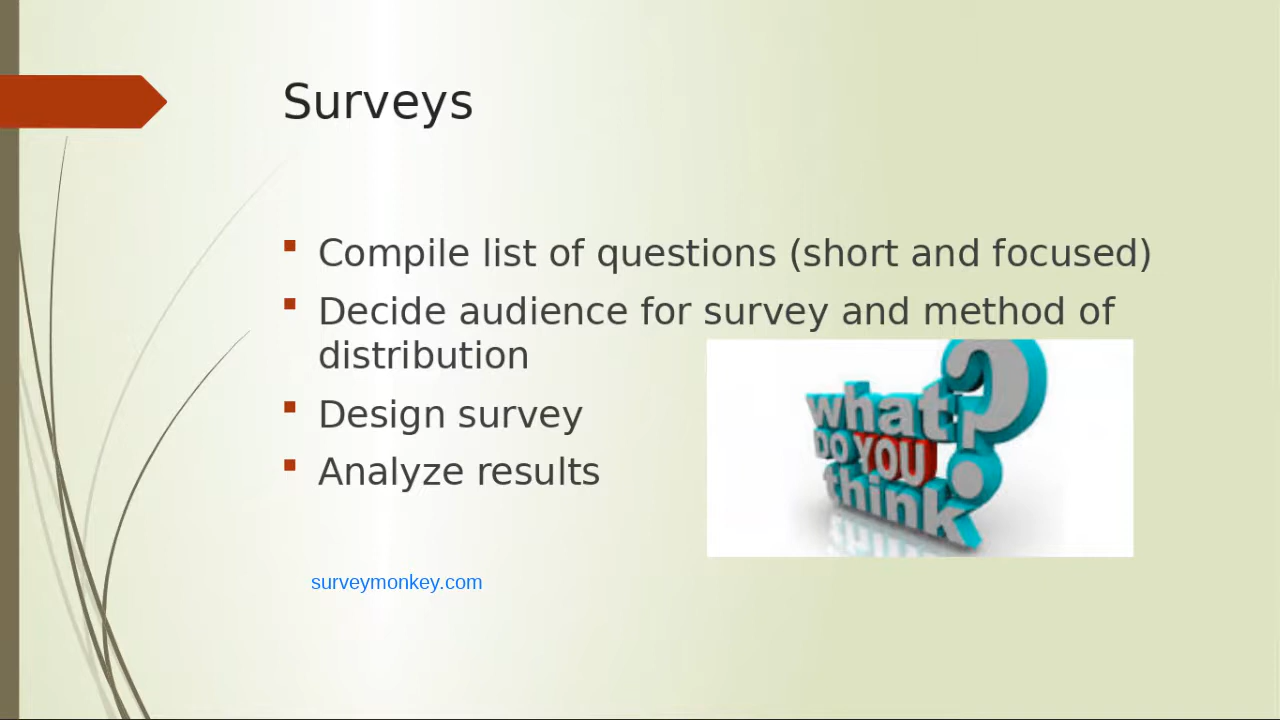 Surveys
Compile list of questions (short and focused)
Decide audience for survey and method of
distribution
Design survey
Analyze results
what?
DO YOU
think
surveymonkey.com